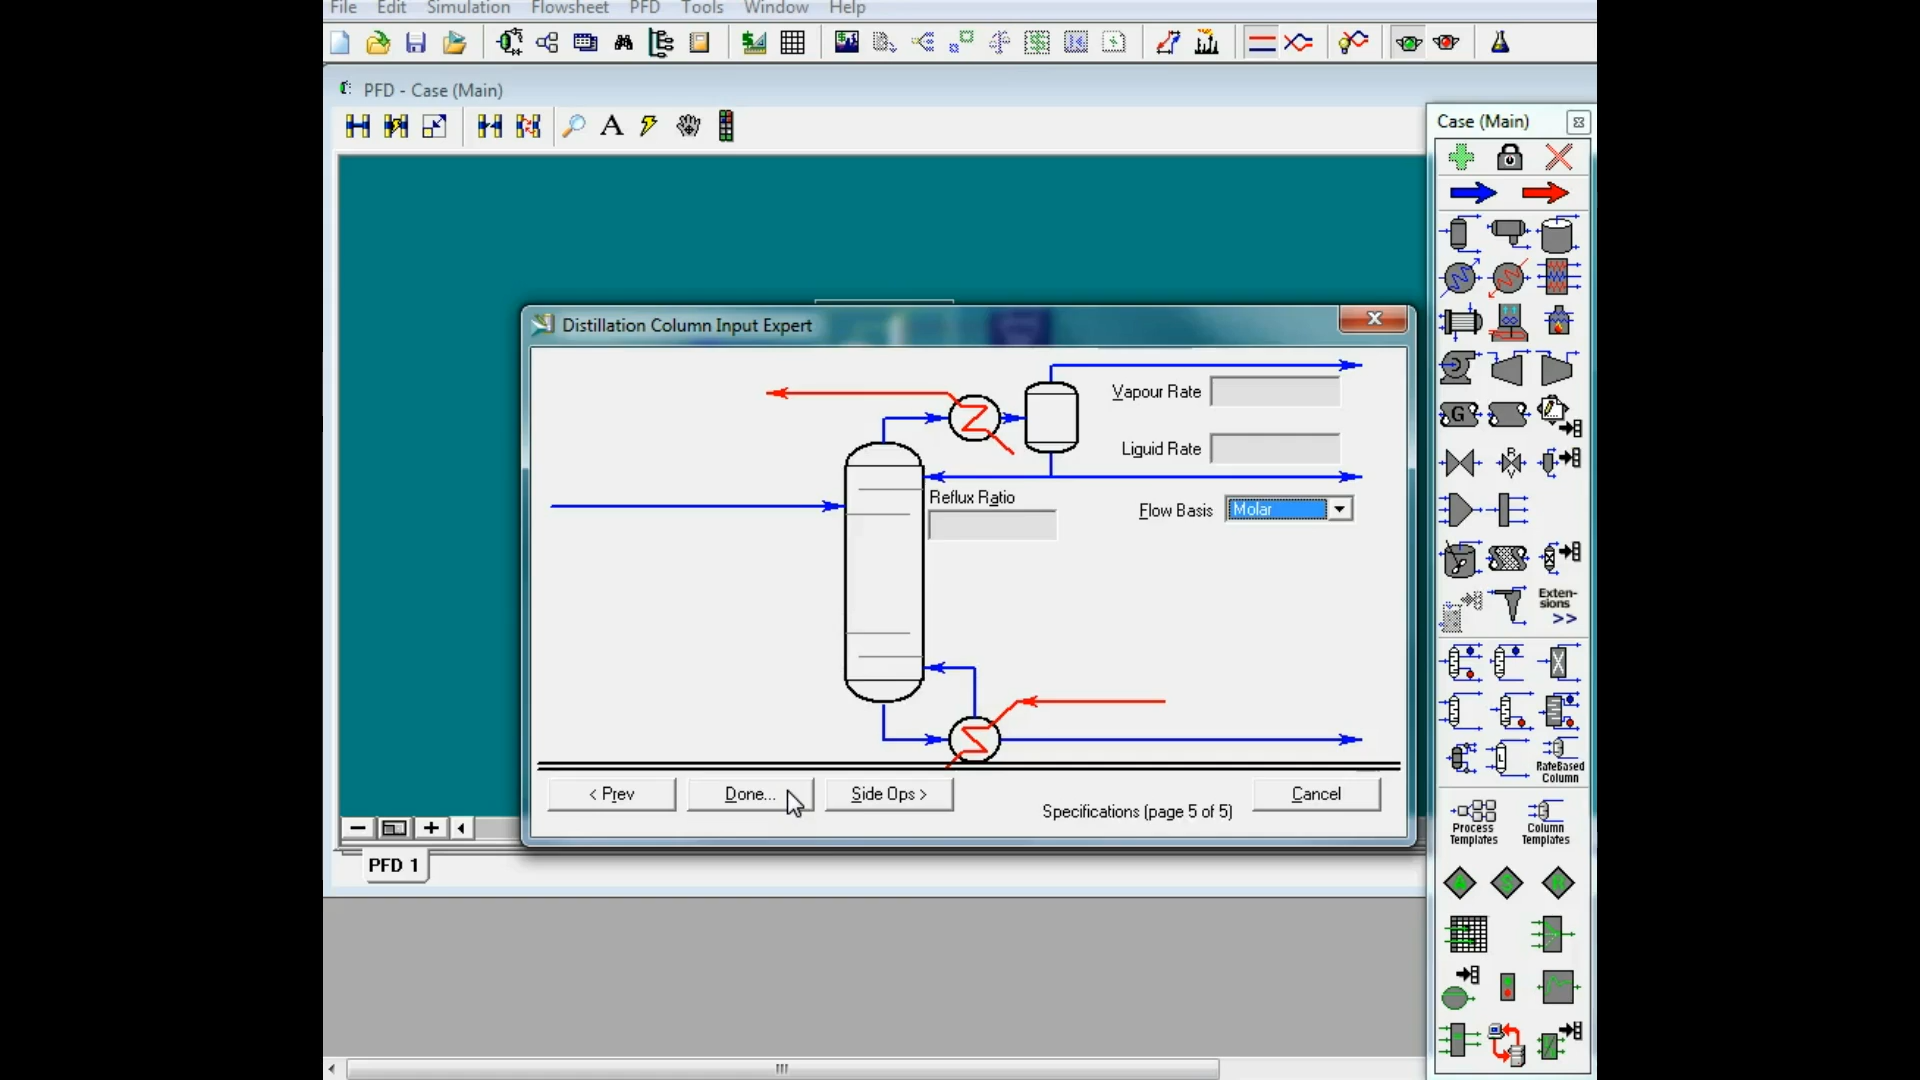 File Edit Simulation Flowsheet PFD Tools Window Help
PFD - Case (Main)
A
Case (Main)
Distillation Column Input Expert
Vapour Rate
Liquid Rate
Reflux Ratio
Flow Basis Molar
< Prev
Done...
Side Ops >
Specifications (page 5 of 5)
Cancel
PFD 1
G
Exten-
sions
>>
RateBased
Column
Process
Templates
Column
Templates